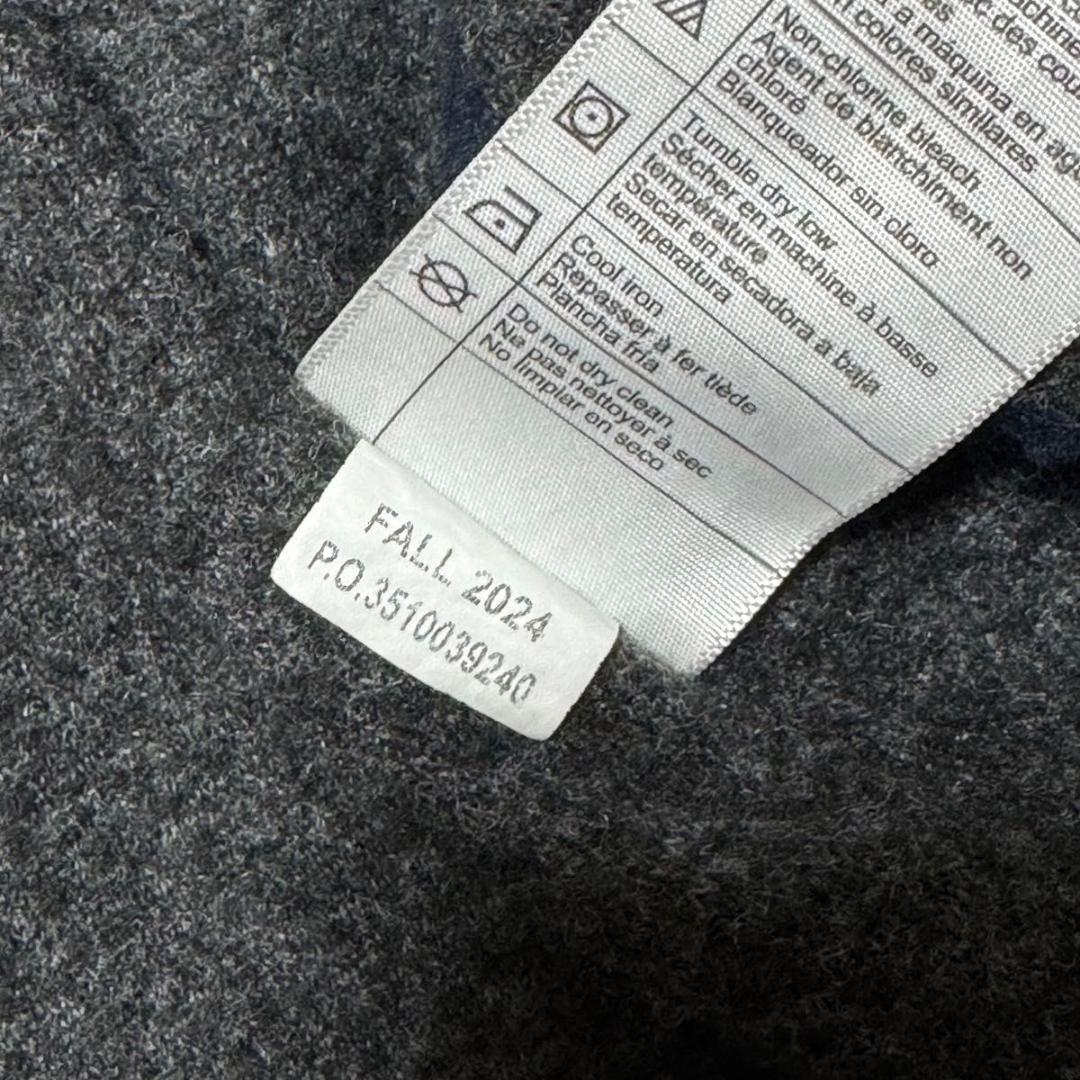 a máquina en ag
n colores similares
Non-chlorine bleach
Agent de blanchiment non
chloré
Blanqueador sin cloro
Tumble dry low
Sécher en machine à basse
température
Secar en secadora a baja
temperatura
Cool iron
Repasser à fer tiède
Plancha fría
Do not dry clean
Ne pas nettoyer à sec
No limpiar en seco
FALL 2024
P.O.3510039240